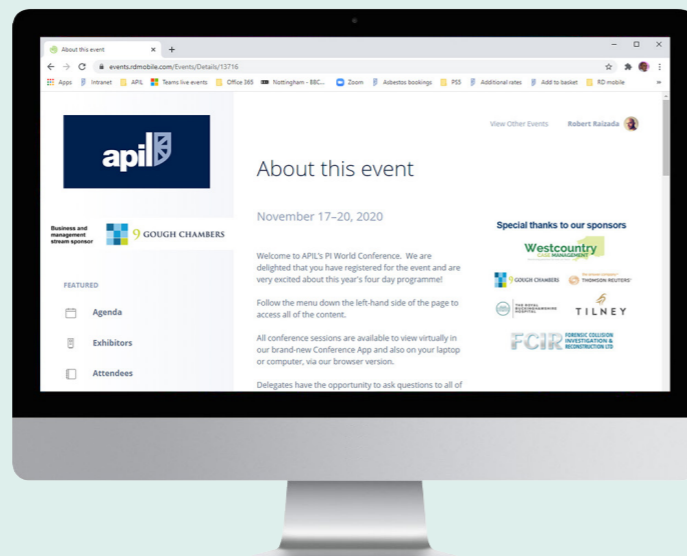 About this event
events.rdmobile.com/Events/Details/13716
Apps Intranet APIL Teams live events Office 365 Nottingham - BBC... Zoom Asbestos bookings PSS Additional rates Add to basket RD mobile
View Other Events Robert Raizada
apil
About this event
Business and
management
stream sponsor
9 GOUGH CHAMBERS
November 17–20, 2020
Special thanks to our sponsors
Westcountry
CASE MANAGEMENT
Welcome to APIL's PI World Conference. We are
delighted that you have registered for the event and are
very excited about this year's four day programme!
9 GOUGH CHAMBERS
THOMSON REUTERS
FEATURED
Follow the menu down the left-hand side of the page to
access all of the content.
THE ROYAL
BUCKINGHAMSHIRE
HOSPITAL
TILNEY
Agenda
Exhibitors
Attendees
All conference sessions are available to view virtually in
our brand-new Conference App and also on your laptop
or computer, via our browser version.
FCIR
FORENSIC COLLISION
INVESTIGATION &
RECONSTRUCTION LTD
Delegates have the opportunity to ask questions to all of